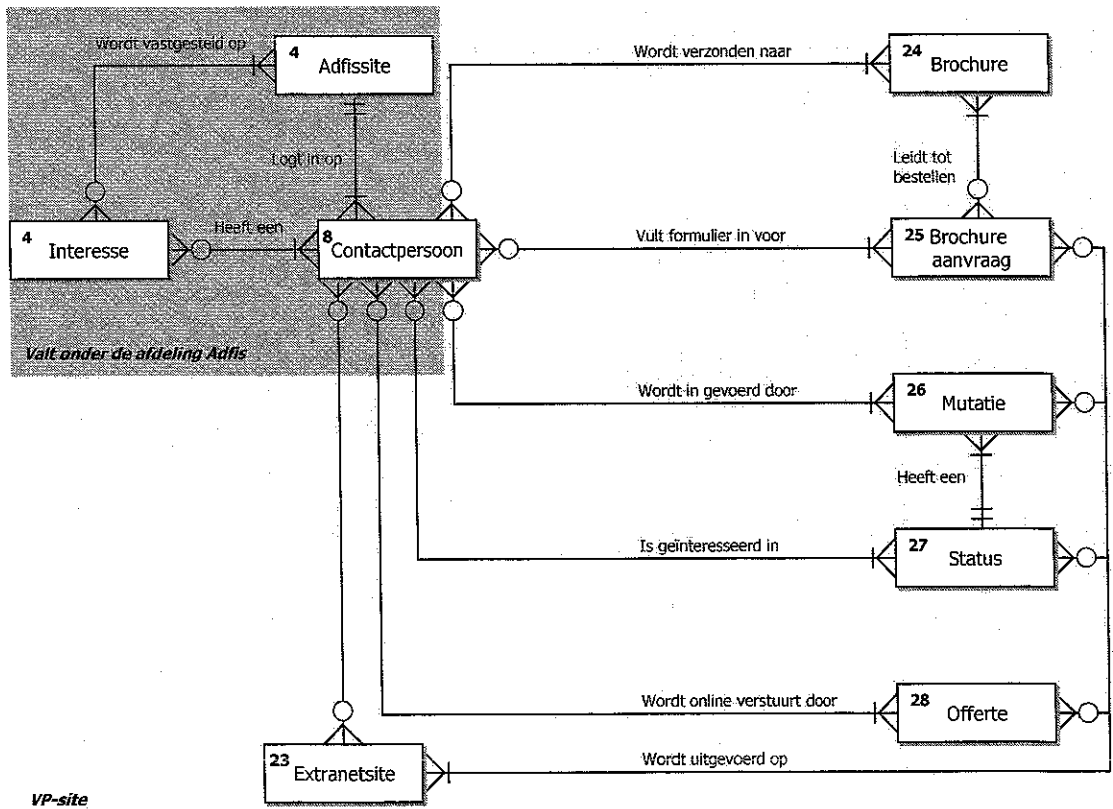 Wordt vastgesteld op
4
Adfissite
Wordt verzonden naar
24
Brochure
Logt in op
Leidt tot
bestellen
4
Interesse
Heeft een
8
Contactpersoon
Vult formulier in voor
25
Brochure
aanvraag
Valt onder de afdeling Adfis
Wordt in gevoerd door
26
Mutatie
Heeft een
Is geïnteresseerd in
27
Status
Wordt online verstuurt door
28
Offerte
23
Extranetsite
Wordt uitgevoerd op
VP-site